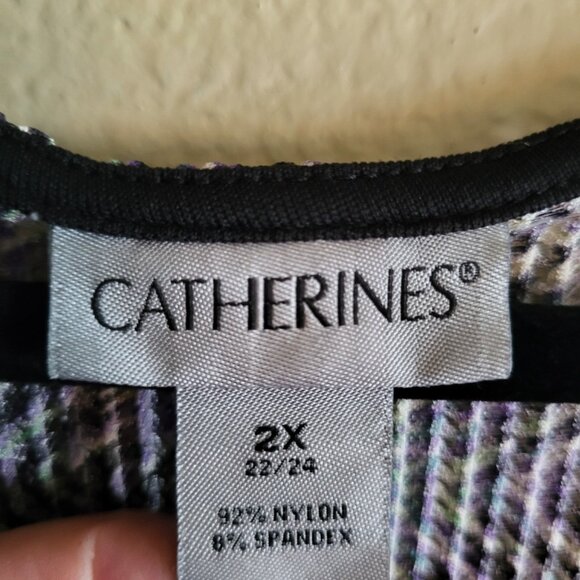 CATHERINES®
2X
22/24
92% NYLON
8% SPANDEX